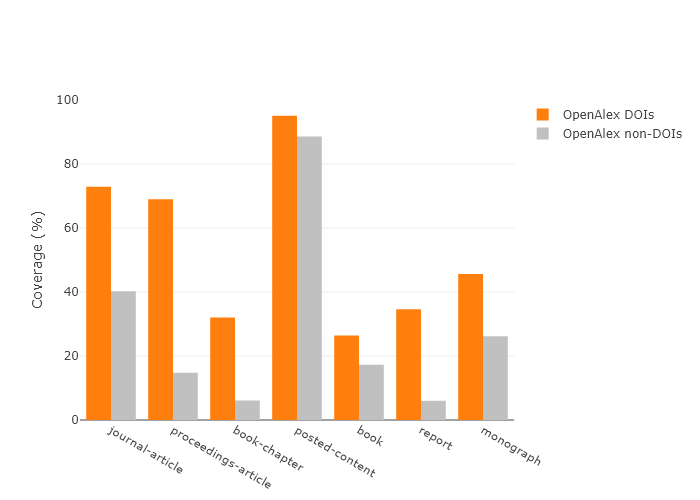 100
80
60
40
20
0
Coverage (%)
journal-article
proceedings-article
book-chapter
posted-content
book
report
monograph
OpenAlex DOIs
OpenAlex non-DOIs